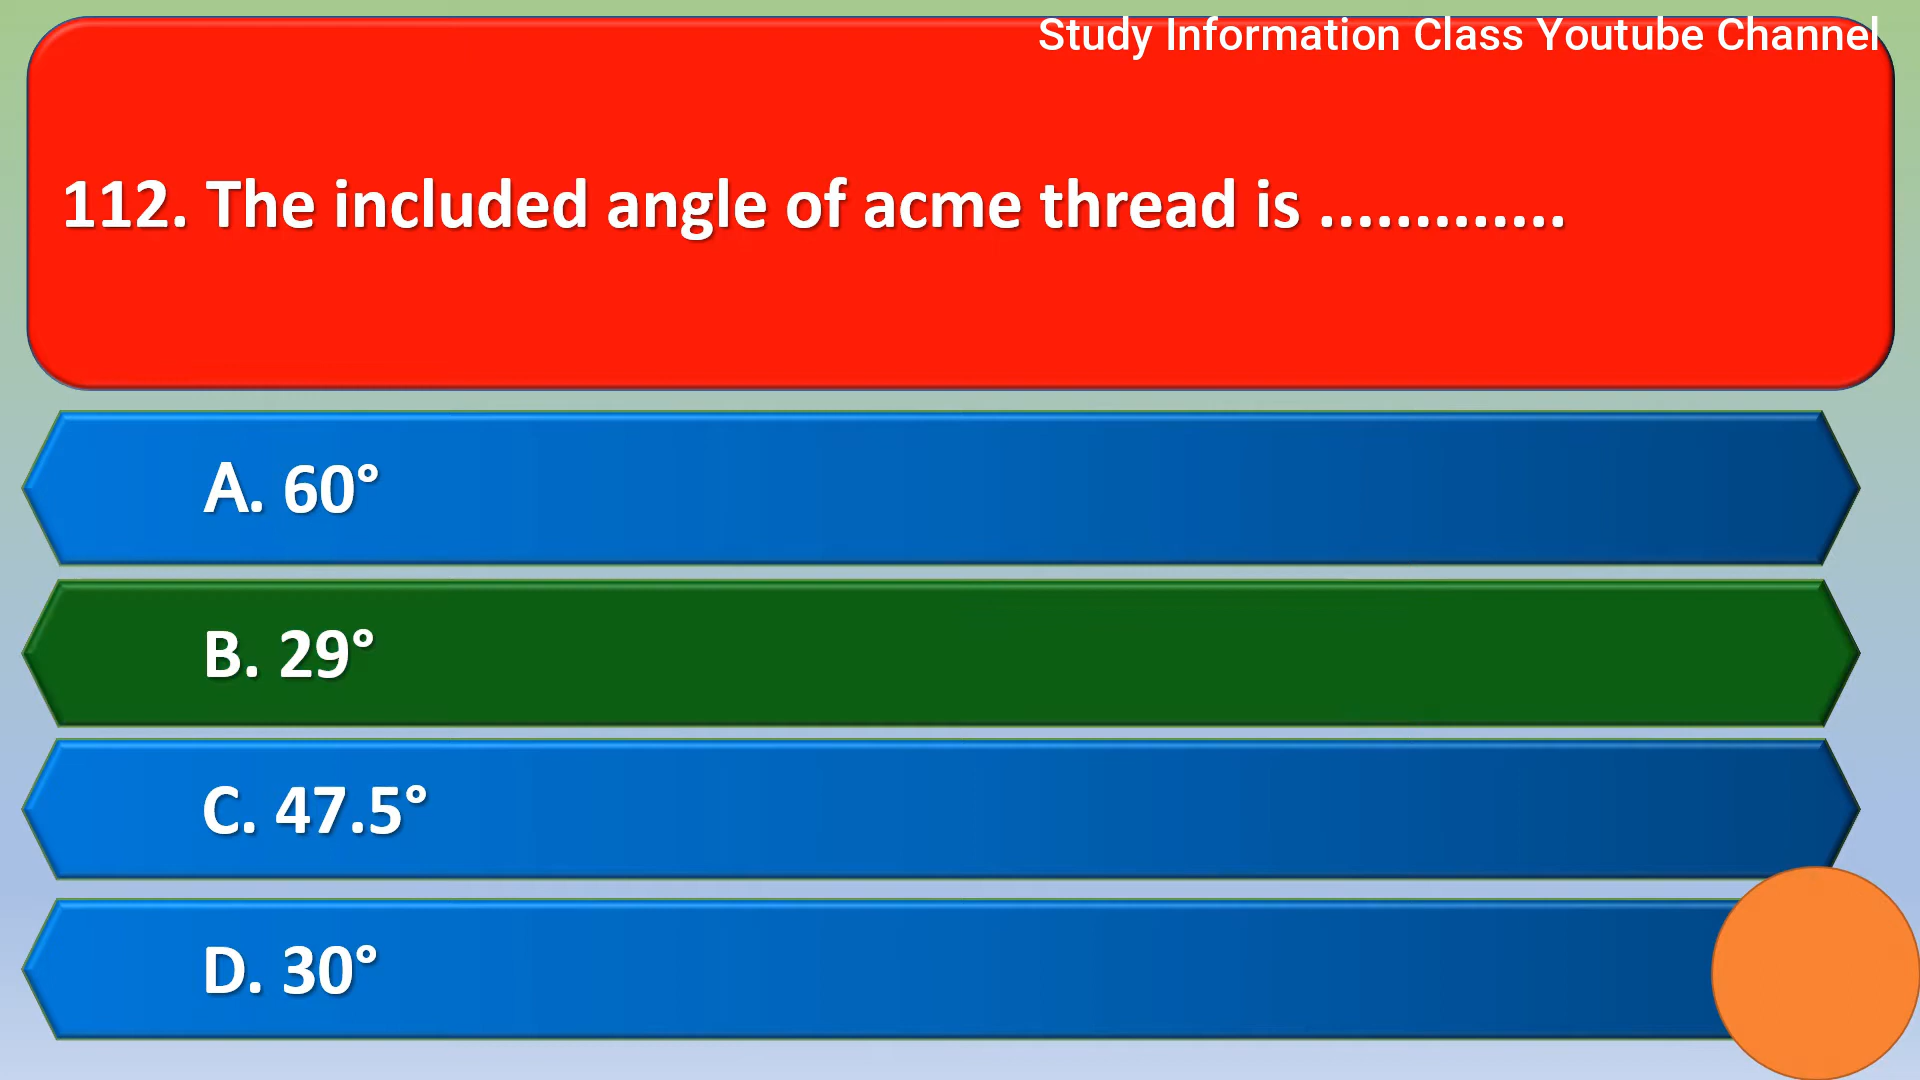 Study Information Class Youtube Channel
112. The included angle of acme thread is .............
A. 60°
B. 29°
C. 47.5°
D. 30°